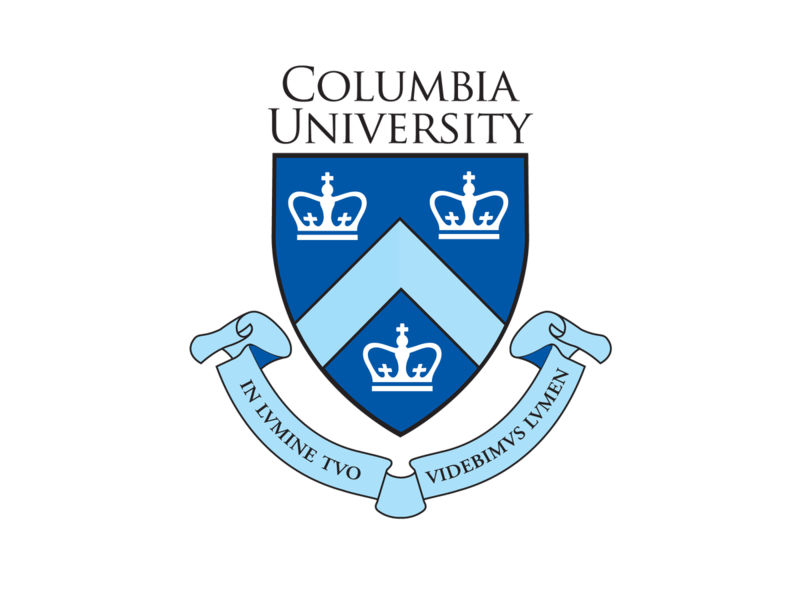 COLUMBIA
UNIVERSITY
IN LVMINE TVO
VIDEBIMVS LVMEN